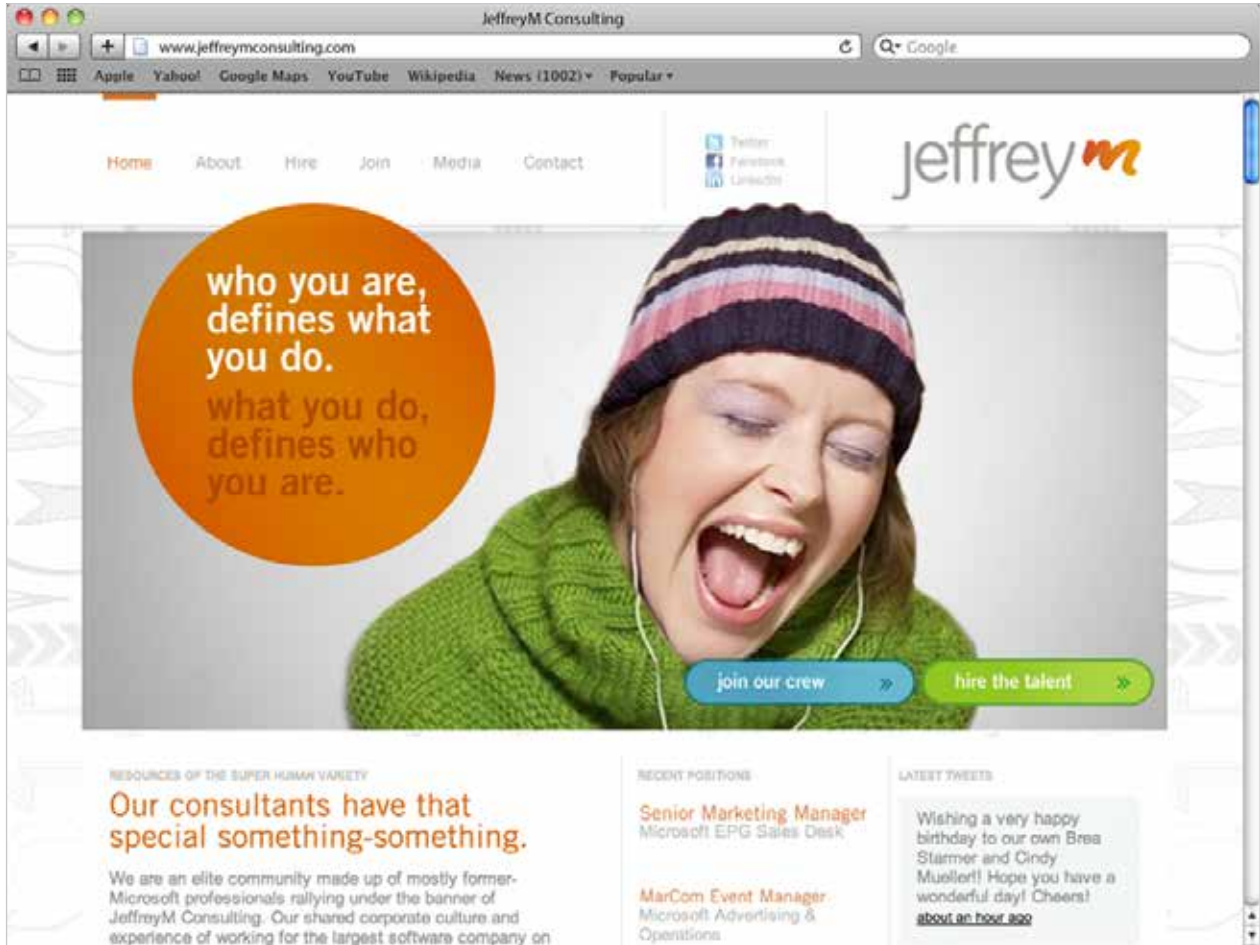 JeffreyM Consulting
www.jeffreymconsulting.com
Google
Apple Yahoo! Google Maps YouTube Wikipedia News (1002) Popular
Home About Hire Join Media Contact
Twitter
Facebook
LinkedIn
jeffreym
who you are,
defines what
you do.
what you do,
defines who
you are.
join our crew »
hire the talent »
RESOURCES OF THE SUPER HUMAN VARIETY
Our consultants have that
special something-something.
We are an elite community made up of mostly former-
Microsoft professionals rallying under the banner of
JeffreyM Consulting. Our shared corporate culture and
experience of working for the largest software company on
RECENT POSITIONS
Senior Marketing Manager
Microsoft EPG Sales Desk
MarCom Event Manager
Microsoft Advertising &
Operations
LATEST TWEETS
Wishing a very happy
birthday to our own Brea
Starmer and Cindy
Mueller!! Hope you have a
wonderful day! Cheers!
about an hour ago